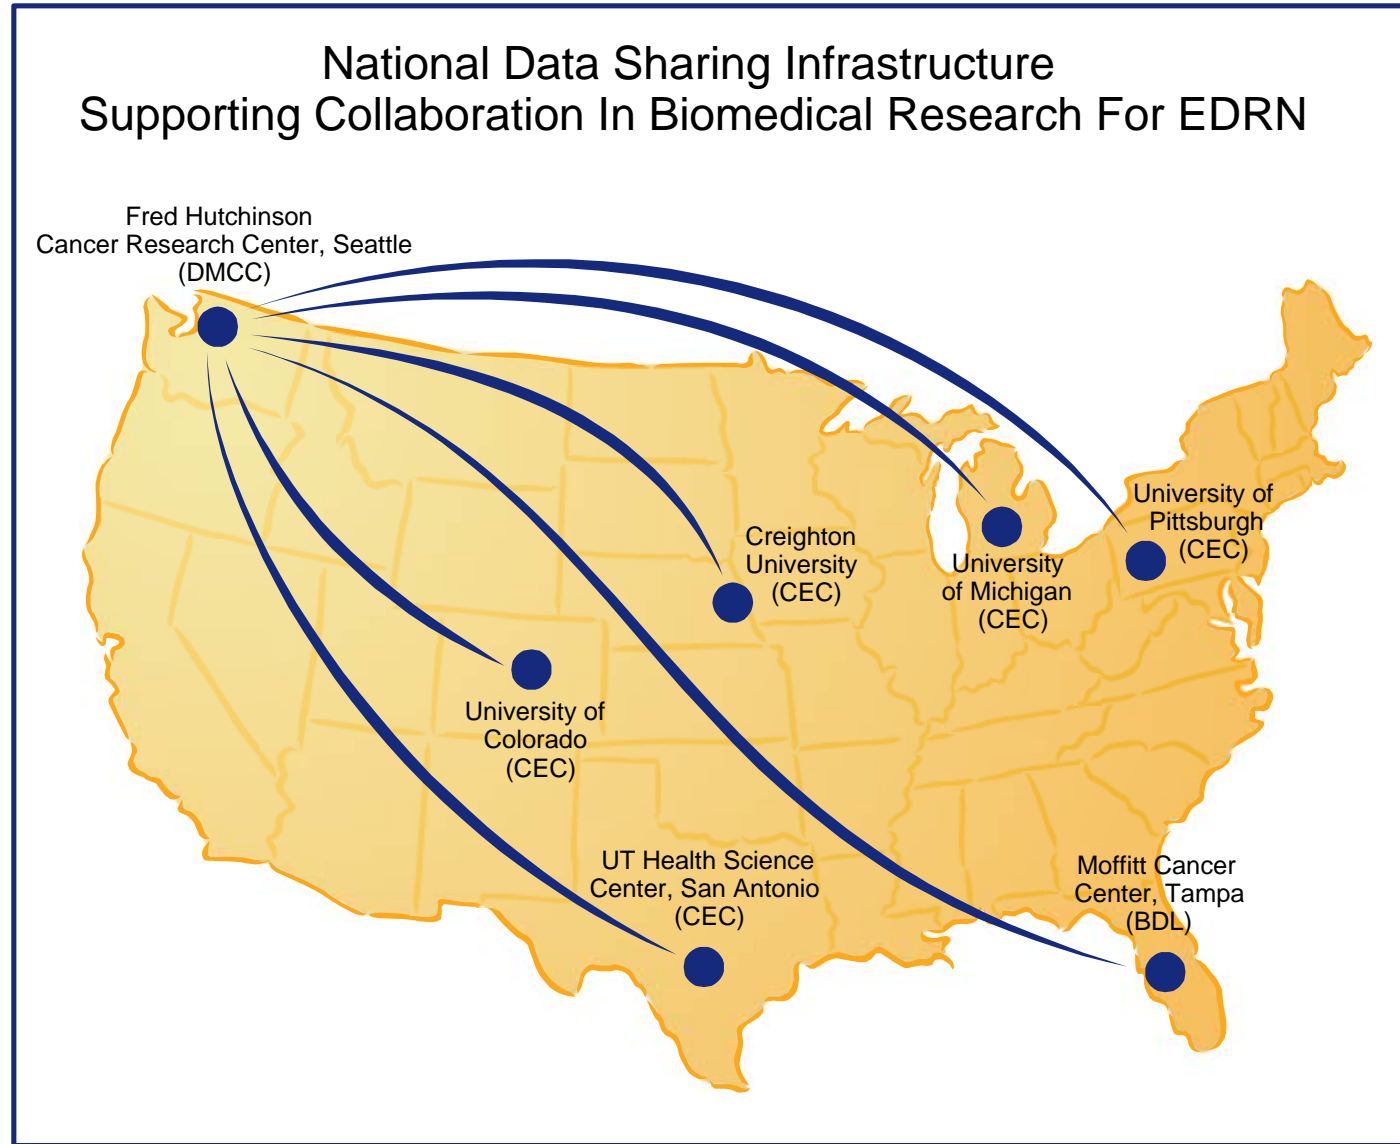 National Data Sharing Infrastructure
Supporting Collaboration In Biomedical Research For EDRN
Fred Hutchinson
Cancer Research Center, Seattle
(DMCC)
University of
Pittsburgh
(CEC)
Creighton
University
(CEC)
University
of Michigan
(CEC)
University of
Colorado
(CEC)
UT Health Science
Center, San Antonio
(CEC)
Moffitt Cancer
Center, Tampa
(BDL)